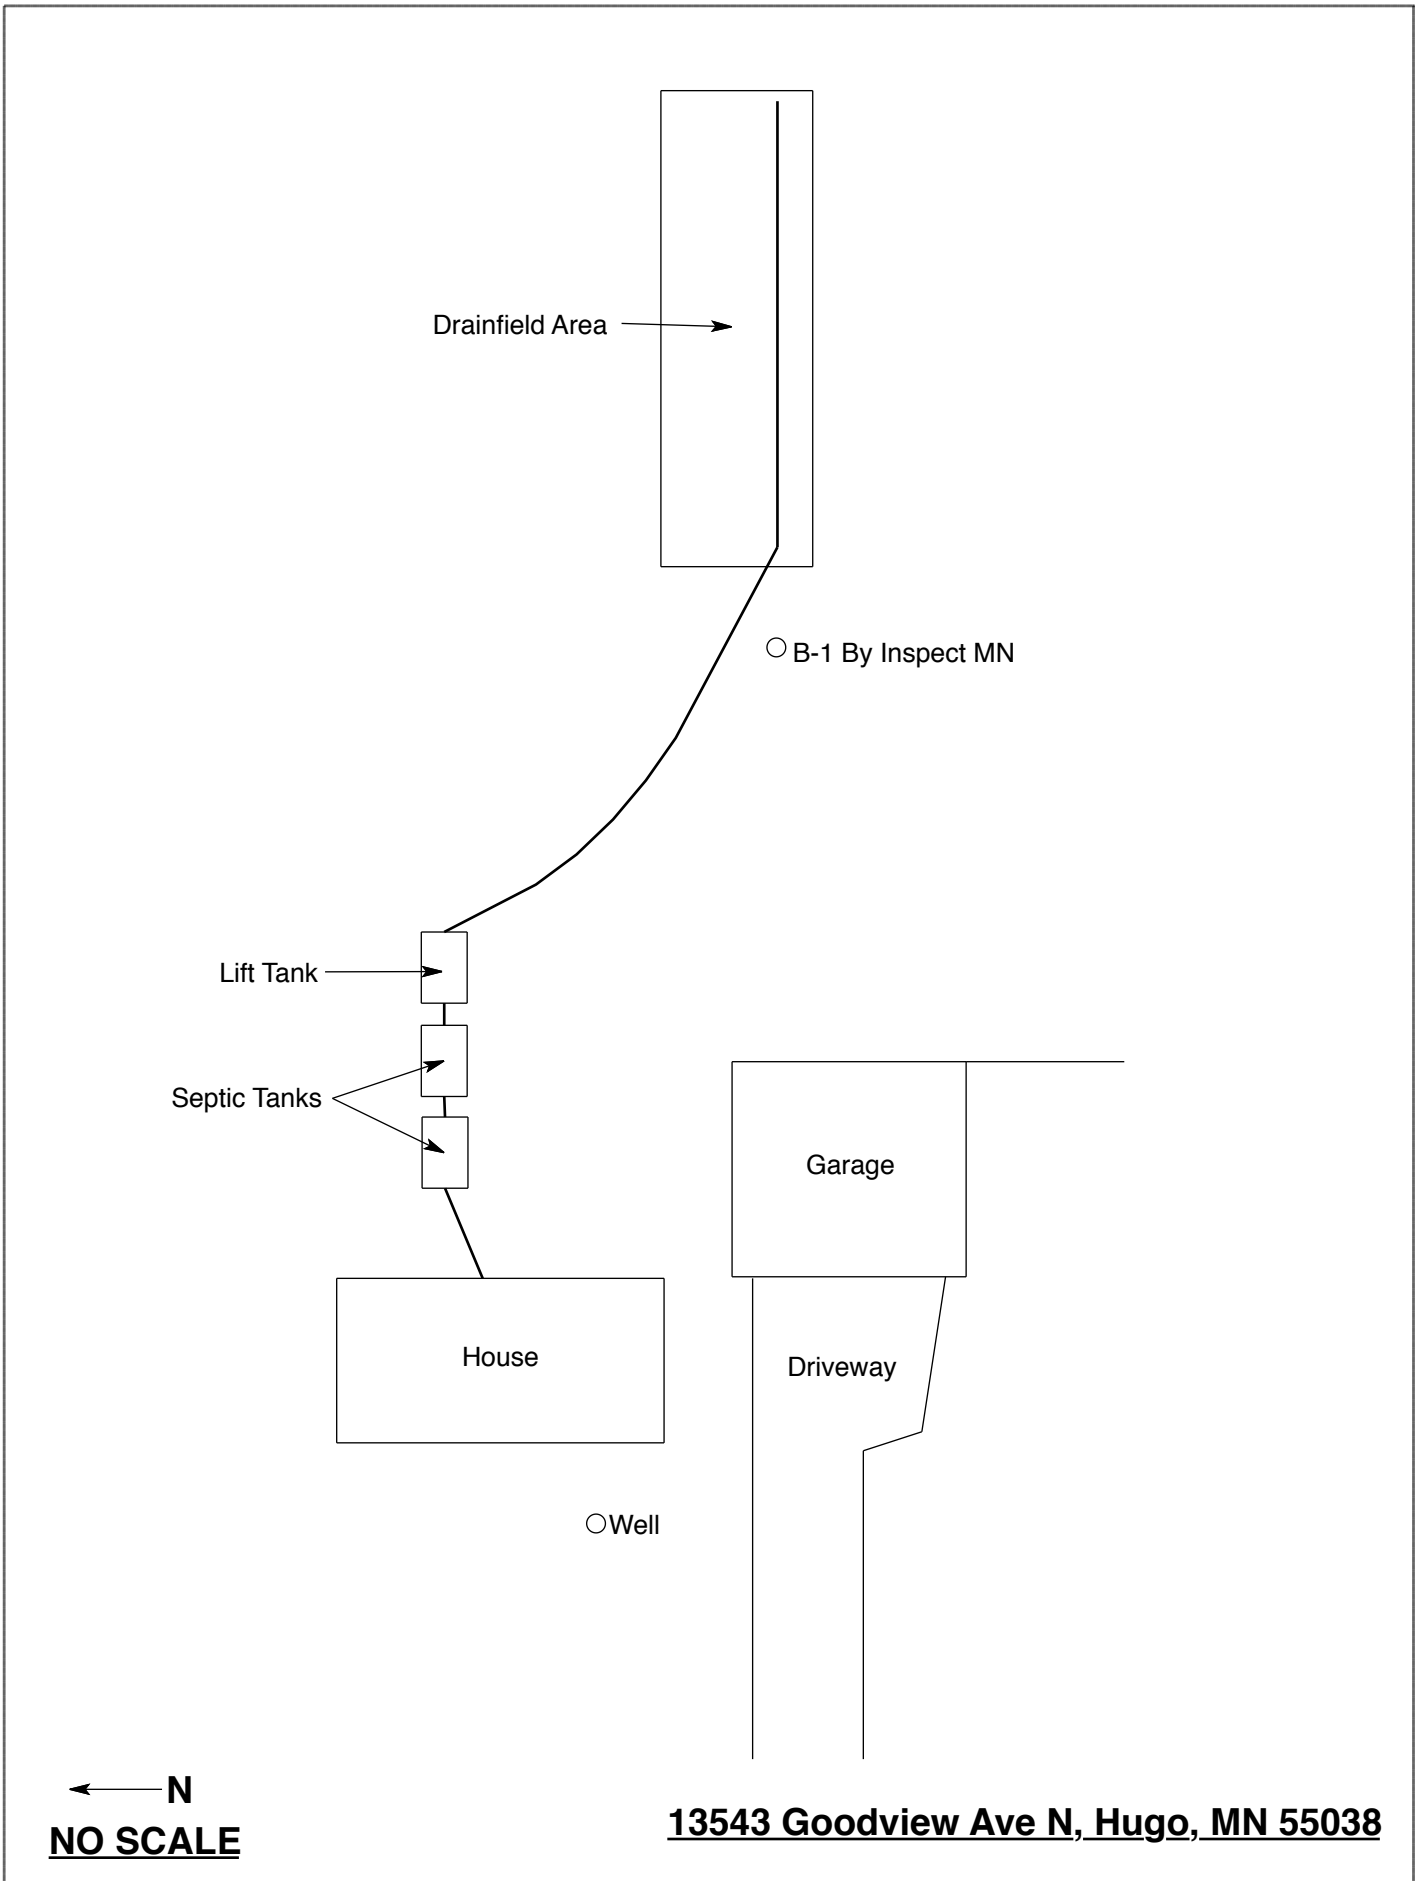 Drainfield Area
B-1 By Inspect MN
Lift Tank
Septic Tanks
Garage
House
Driveway
Well
N
NO SCALE
13543 Goodview Ave N, Hugo, MN 55038